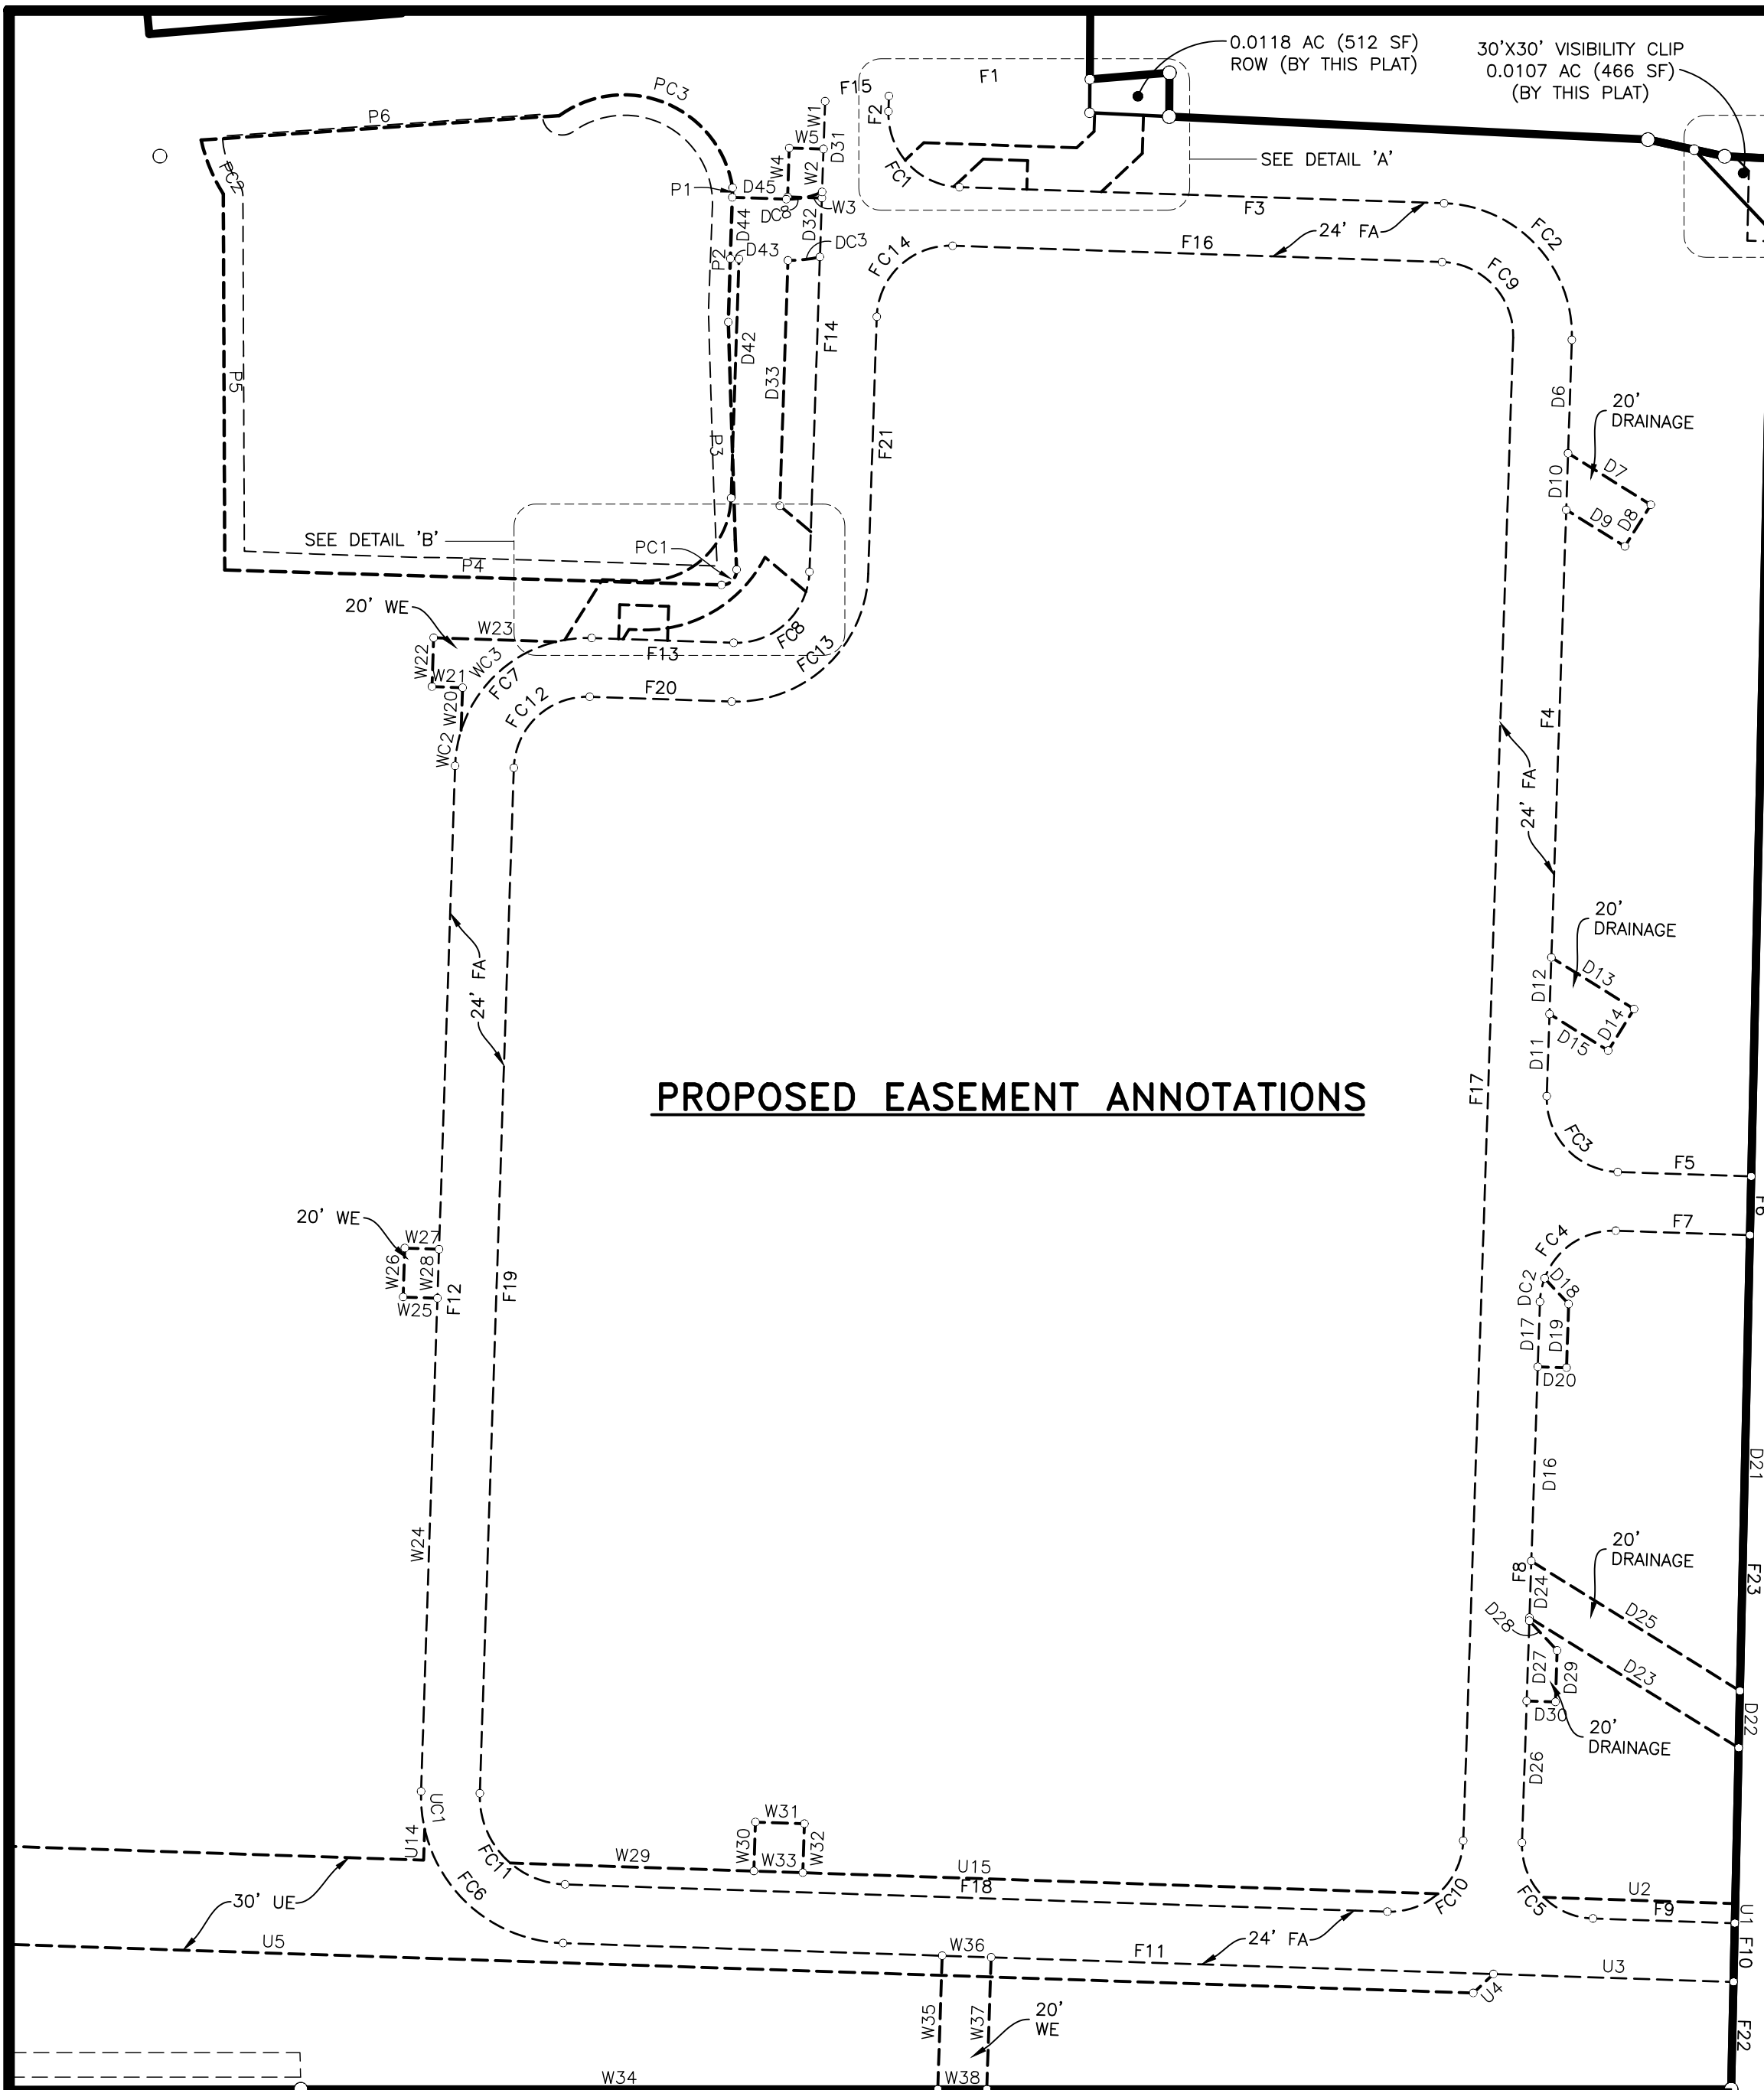 0.0118 AC (512 SF)
ROW (BY THIS PLAT)
30'X30' VISIBILITY CLIP
0.0107 AC (466 SF)
(BY THIS PLAT)
F15
F1
PC3
P6
F2
W1
W5
D31
W4
W2
SEE DETAIL 'A'
FC1
PC2
P1
D45
DC8
W3
F3
24' FA
FC2
D44
D32
DC3
P2
D43
FC14
F16
FC9
D42
F14
D33
P5
D6
20'
DRAINAGE
P3
F21
D10
D7
D9
D8
SEE DETAIL 'B'
PC1
P4
20' WE
W23
F13
FC8
FC13
W22
WC3
FC7
W21
W20
FC12
F20
WC2
F4
24' FA
20'
DRAINAGE
24' FA
D12
D13
D14
D15
D11
PROPOSED EASEMENT ANNOTATIONS
F17
FC3
F5
F6
F7
20' WE
W27
W26
W28
W25
F12
F19
FC4
DC2
D18
D17
D19
D20
D21
D16
W24
20'
DRAINAGE
F8
D24
F23
D28
D25
D27
D29
D23
D30
D22
20'
DRAINAGE
D26
UC1
U14
W31
W30
W32
W29
W33
U15
F18
FC11
FC6
FC10
FC5
U2
F9
U1
30' UE
U5
W36
F11
24' FA
F10
U3
U4
W35
W37
20'
WE
F22
W34
W38